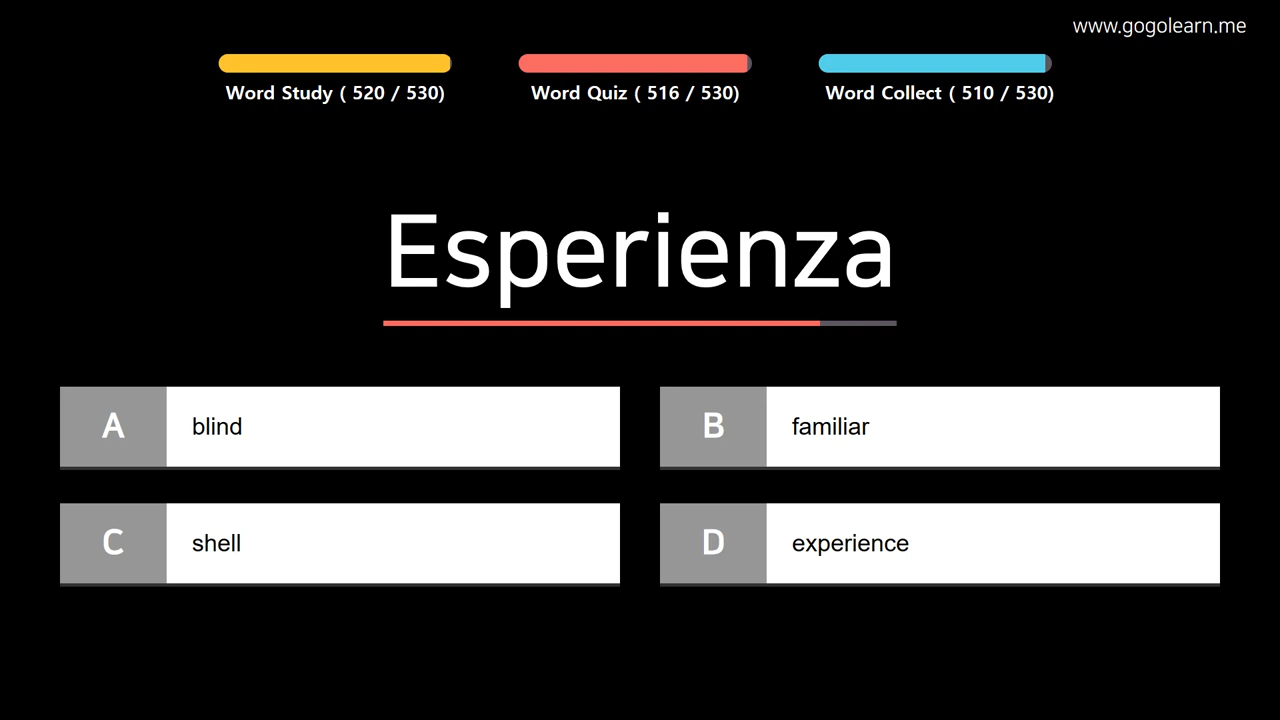 www.gogolearn.me
Word Study ( 520 / 530)
Word Quiz ( 516 / 530)
Word Collect ( 510 / 530)
Esperienza
A
blind
B
familiar
C
shell
D
experience